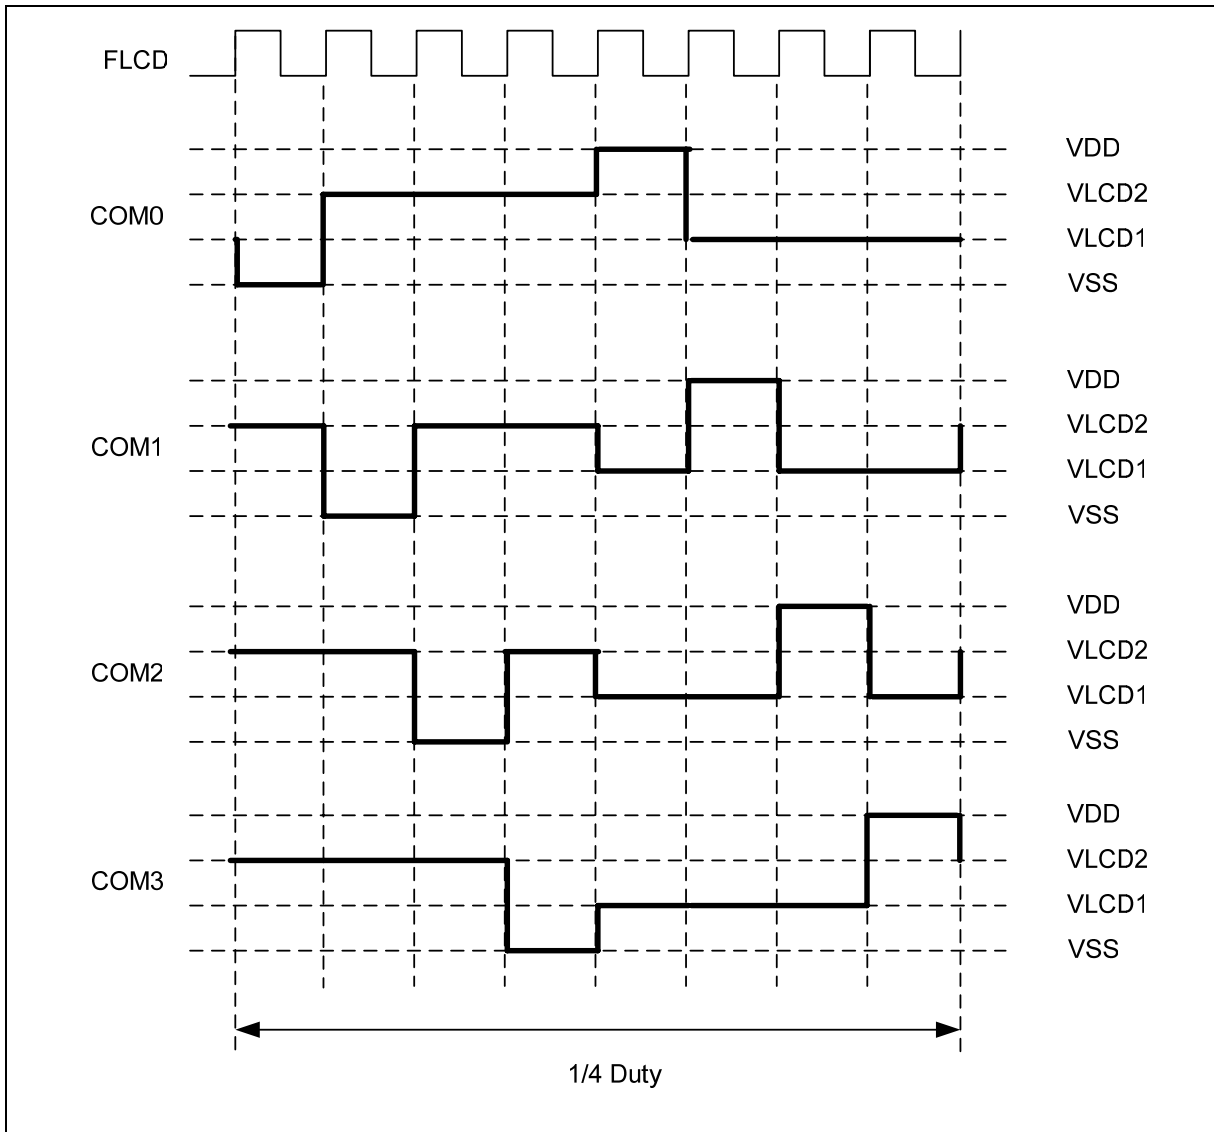 FLCD
VDD
VLCD2
COM0
VLCD1
VSS
VDD
VLCD2
COM1
VLCD1
VSS
VDD
VLCD2
COM2
VLCD1
VSS
VDD
VLCD2
COM3
VLCD1
VSS
1/4 Duty